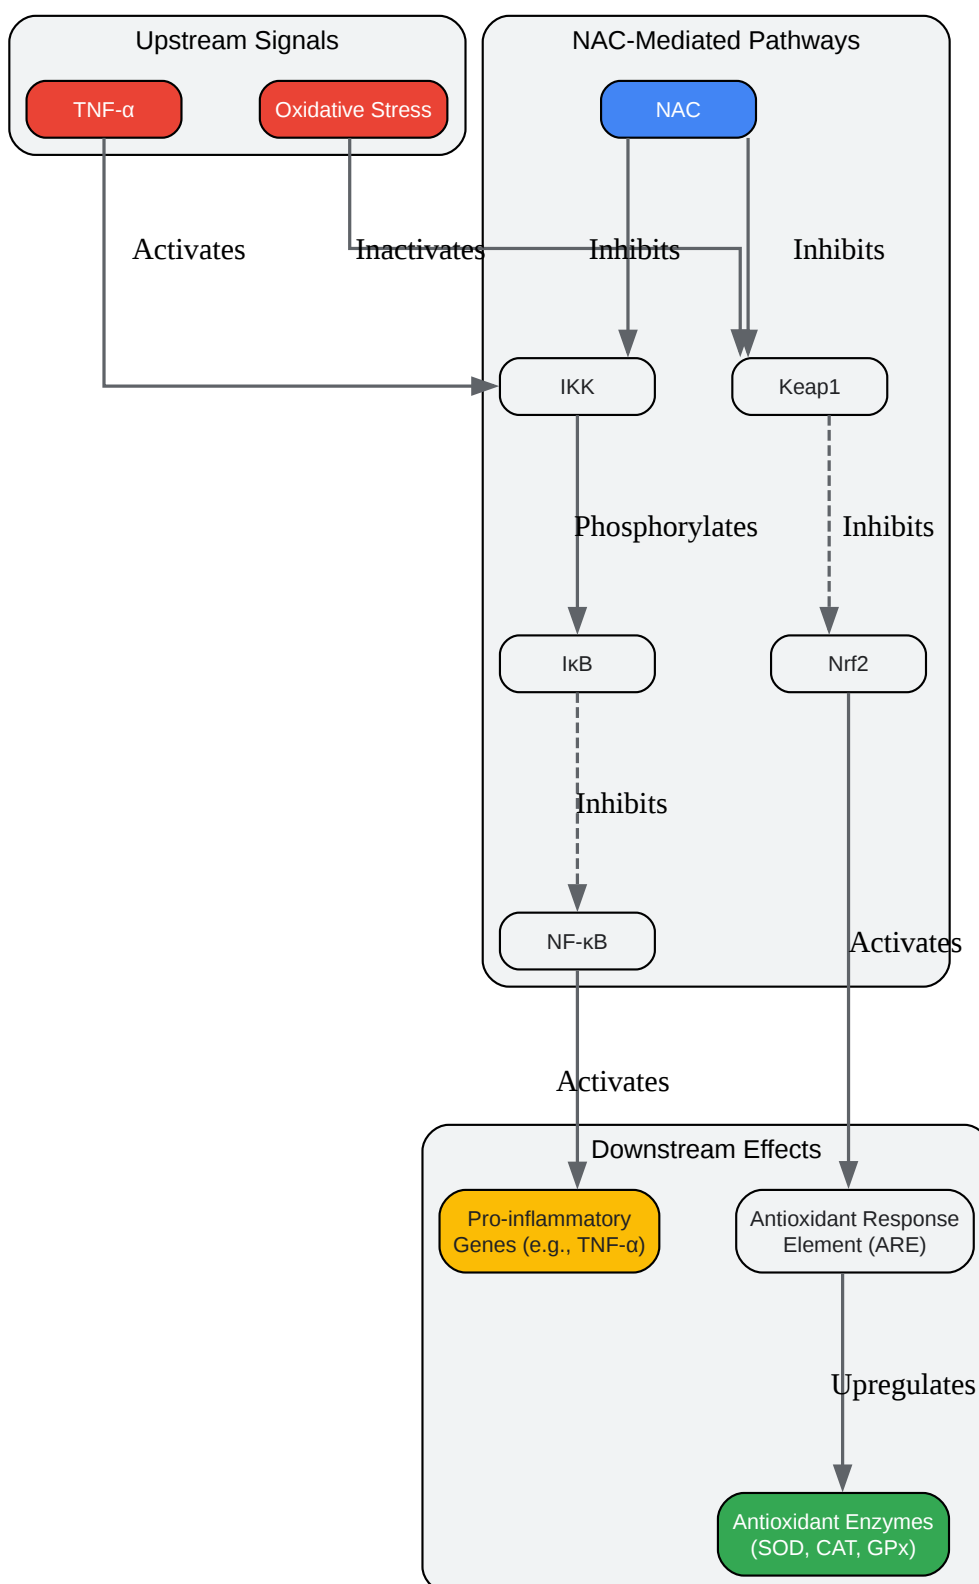 Upstream Signals
NAC-Mediated Pathways
TNF-α
Oxidative Stress
NAC
Activates
Inactivates
Inhibits
Inhibits
IKK
Keap1
Phosphorylates
Inhibits
IκB
Nrf2
Inhibits
NF-κB
Activates
Activates
Downstream Effects
Pro-inflammatory
Genes (e.g., TNF-α)
Antioxidant Response
Element (ARE)
Upregulates
Antioxidant Enzymes
(SOD, CAT, GPx)